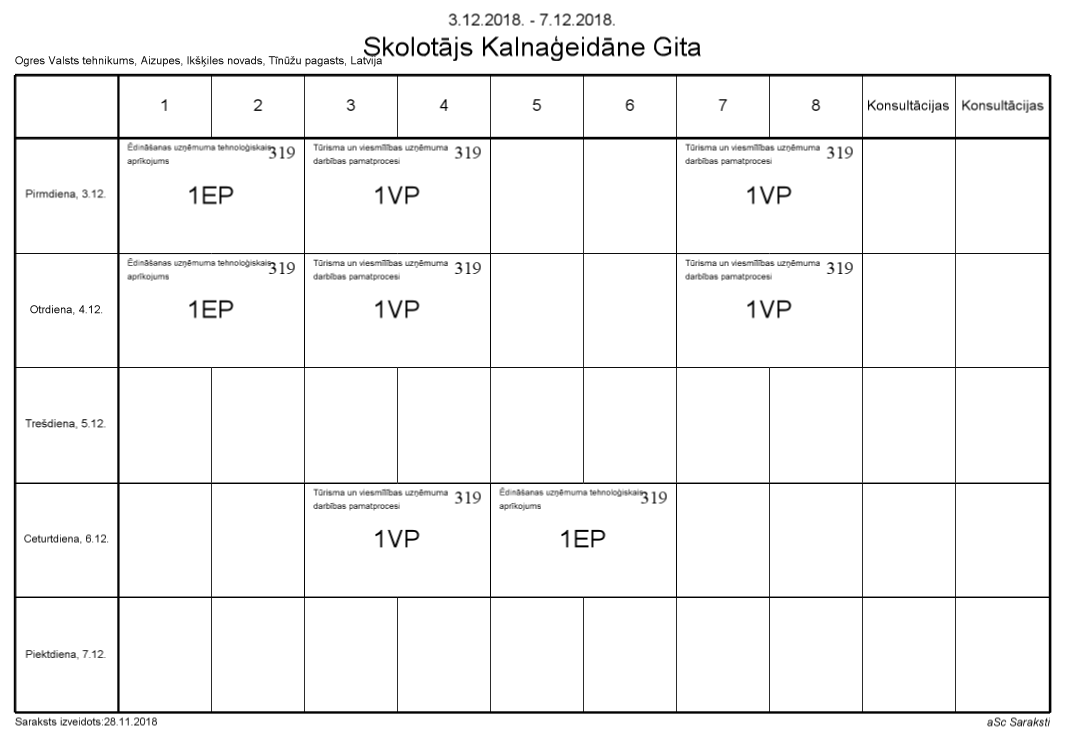 3.12.2018. - 7.12.2018.
Skolotājs Kalnaģeidāne Gita
Ogres Valsts tehnikums, Aizupes, Ikšķiles novads, Tīnūžu pagasts, Latvija
1 2 3 4 5 6 7 8 Konsultācijas Konsultācijas
Pirmdiena, 3.12.
Ēdināšanas uzņēmuma tehnoloģiskais
aprīkojums
319
1EP
Tūrisma un viesmīlības uzņēmuma
darbības pamatprocesi
319
1VP
Tūrisma un viesmīlības uzņēmuma
darbības pamatprocesi
319
1VP
Otrdiena, 4.12.
Ēdināšanas uzņēmuma tehnoloģiskais
aprīkojums
319
1EP
Tūrisma un viesmīlības uzņēmuma
darbības pamatprocesi
319
1VP
Tūrisma un viesmīlības uzņēmuma
darbības pamatprocesi
319
1VP
Trešdiena, 5.12.
Ceturtdiena, 6.12.
Tūrisma un viesmīlības uzņēmuma
darbības pamatprocesi
319
1VP
Ēdināšanas uzņēmuma tehnoloģiskais
aprīkojums
319
1EP
Piektdiena, 7.12.
Saraksts izveidots:28.11.2018
aSc Saraksti